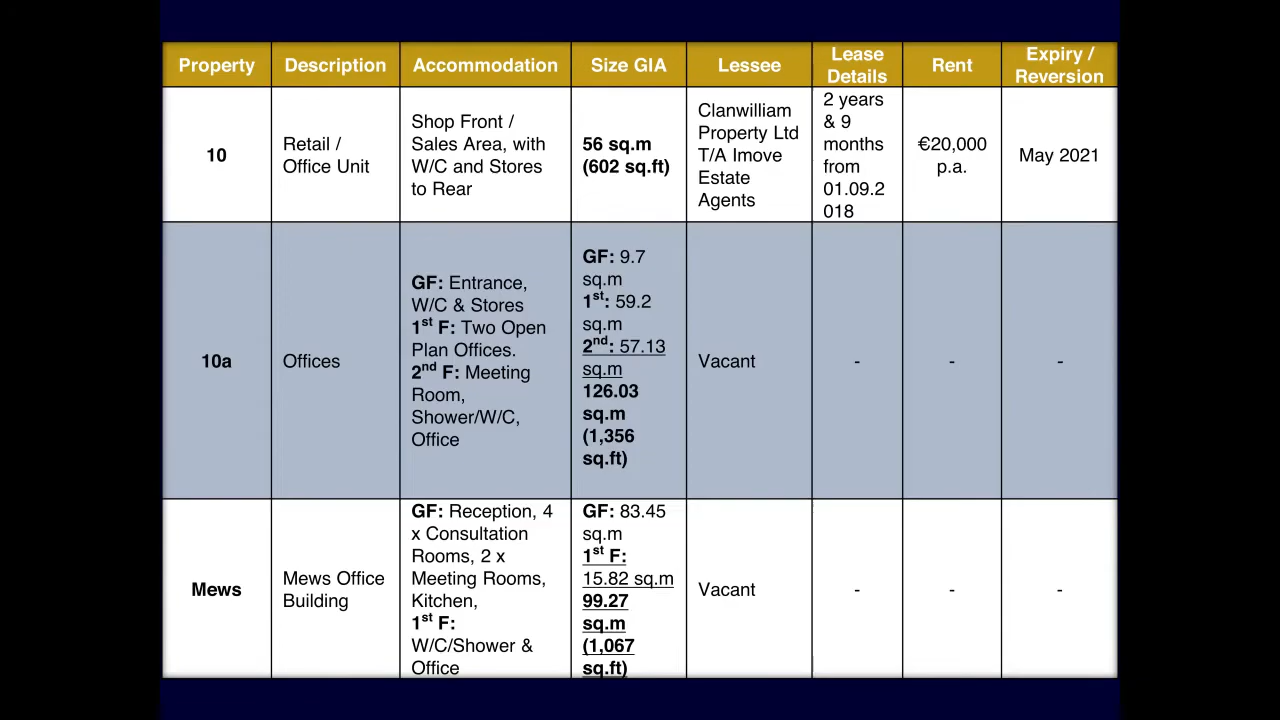 Property
Description
Accommodation
Size GIA
Lessee
Lease
Details
Rent
Expiry /
Reversion
10
Retail /
Office Unit
Shop Front /
Sales Area, with
W/C and Stores
to Rear
56 sq.m
(602 sq.ft)
Clanwilliam
Property Ltd
T/A Imove
Estate
Agents
2 years
& 9
months
from
01.09.2
018
€20,000
p.a.
May 2021
10a
Offices
GF: Entrance,
W/C & Stores
1st F: Two Open
Plan Offices.
2nd F: Meeting
Room,
Shower/W/C,
Office
GF: 9.7
sq.m
1st: 59.2
sq.m
2nd: 57.13
sq.m
126.03
sq.m
(1,356
sq.ft)
Vacant
-
-
-
Mews
Mews Office
Building
GF: Reception, 4
x Consultation
Rooms, 2 x
Meeting Rooms,
Kitchen,
1st F:
W/C/Shower &
Office
GF: 83.45
sq.m
1st F:
15.82 sq.m
99.27
sq.m
(1,067
sq.ft)
Vacant
-
-
-